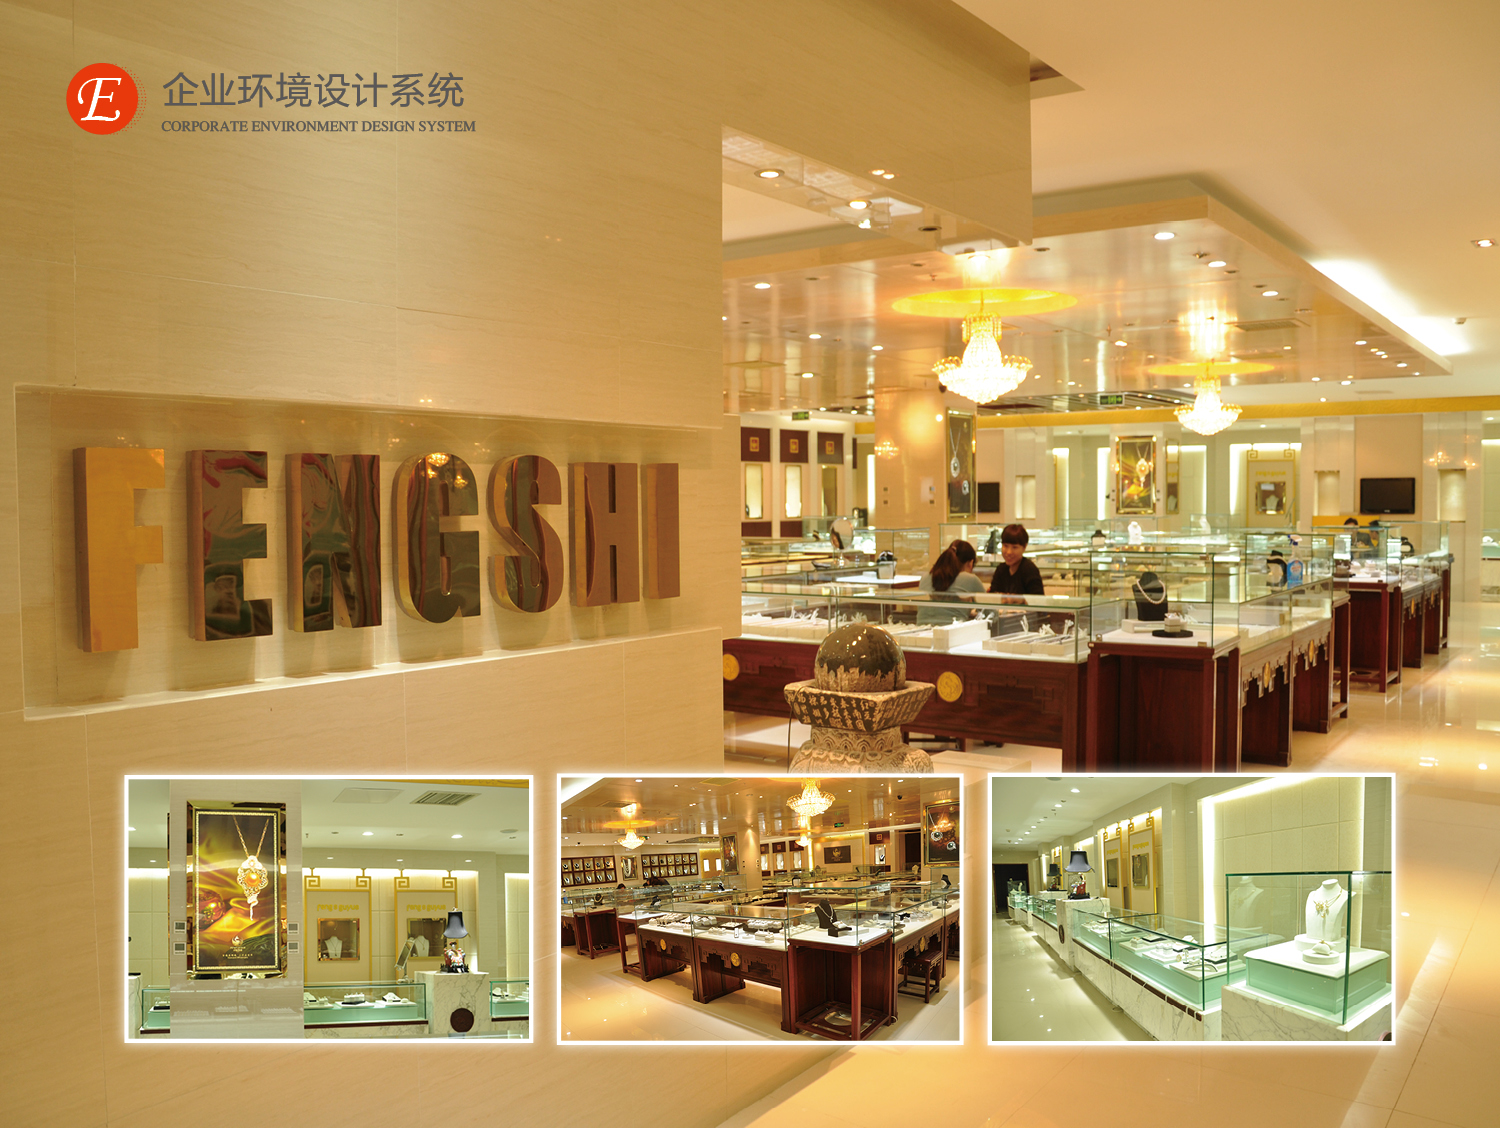 E
企业环境设计系统
CORPORATE ENVIRONMENT DESIGN SYSTEM
FENGSHI